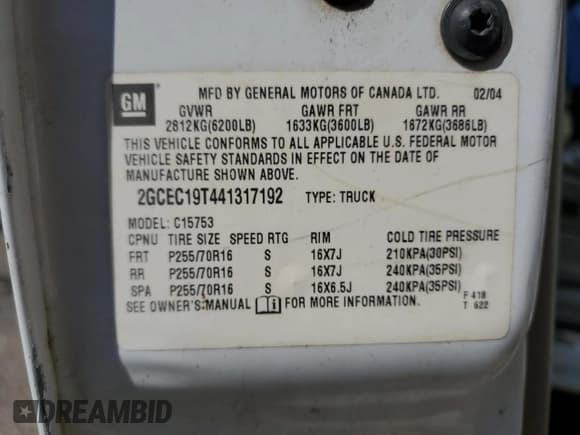 GM
MFD BY GENERAL MOTORS OF CANADA LTD. 02/04
GVWR GAWR FRT GAWR RR
2812KG(6200LB) 1633KG(3600LB) 1672KG(3686LB)
THIS VEHICLE CONFORMS TO ALL APPLICABLE U.S. FEDERAL MOTOR
VEHICLE SAFETY STANDARDS IN EFFECT ON THE DATE OF
MANUFACTURE SHOWN ABOVE.
2GCEC19T441317192 TYPE: TRUCK
MODEL: C15753
CPNU TIRE SIZE SPEED RTG RIM COLD TIRE PRESSURE
FRT P255/70R16 S 16X7J 210KPA(30PSI)
RR P255/70R16 S 16X7J 240KPA(35PSI)
SPA P255/70R16 S 16X6.5J 240KPA(35PSI)
SEE OWNER'S MANUAL FOR MORE INFORMATION.
F 418
T 622
DREAMBID